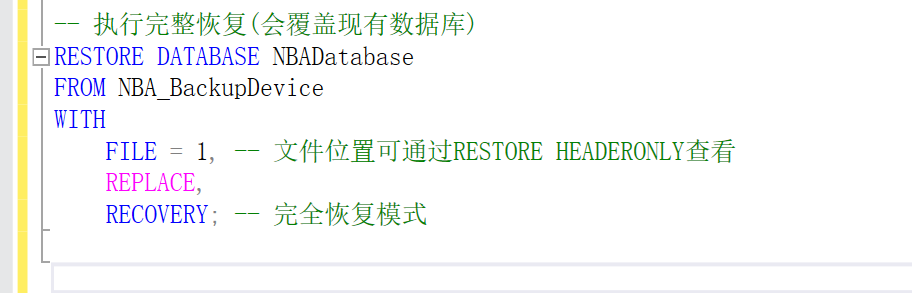 -- 执行完整恢复(会覆盖现有数据库)
RESTORE DATABASE NBADatabase
FROM NBA_BackupDevice
WITH
FILE = 1, -- 文件位置可通过RESTORE HEADERONLY查看
REPLACE,
RECOVERY; -- 完全恢复模式